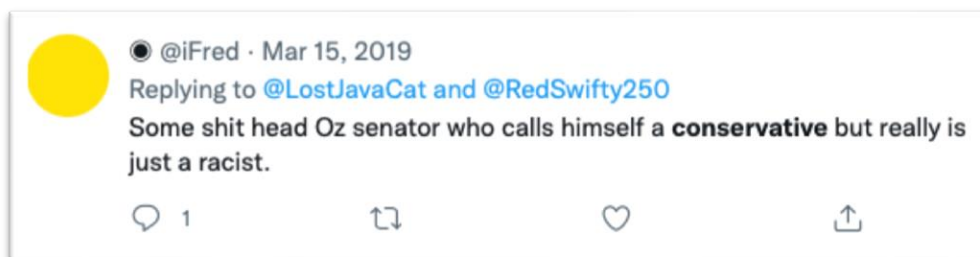 @iFred · Mar 15, 2019
Replying to @LostJavaCat and @RedSwifty250
Some shit head Oz senator who calls himself a conservative but really is
just a racist.
1